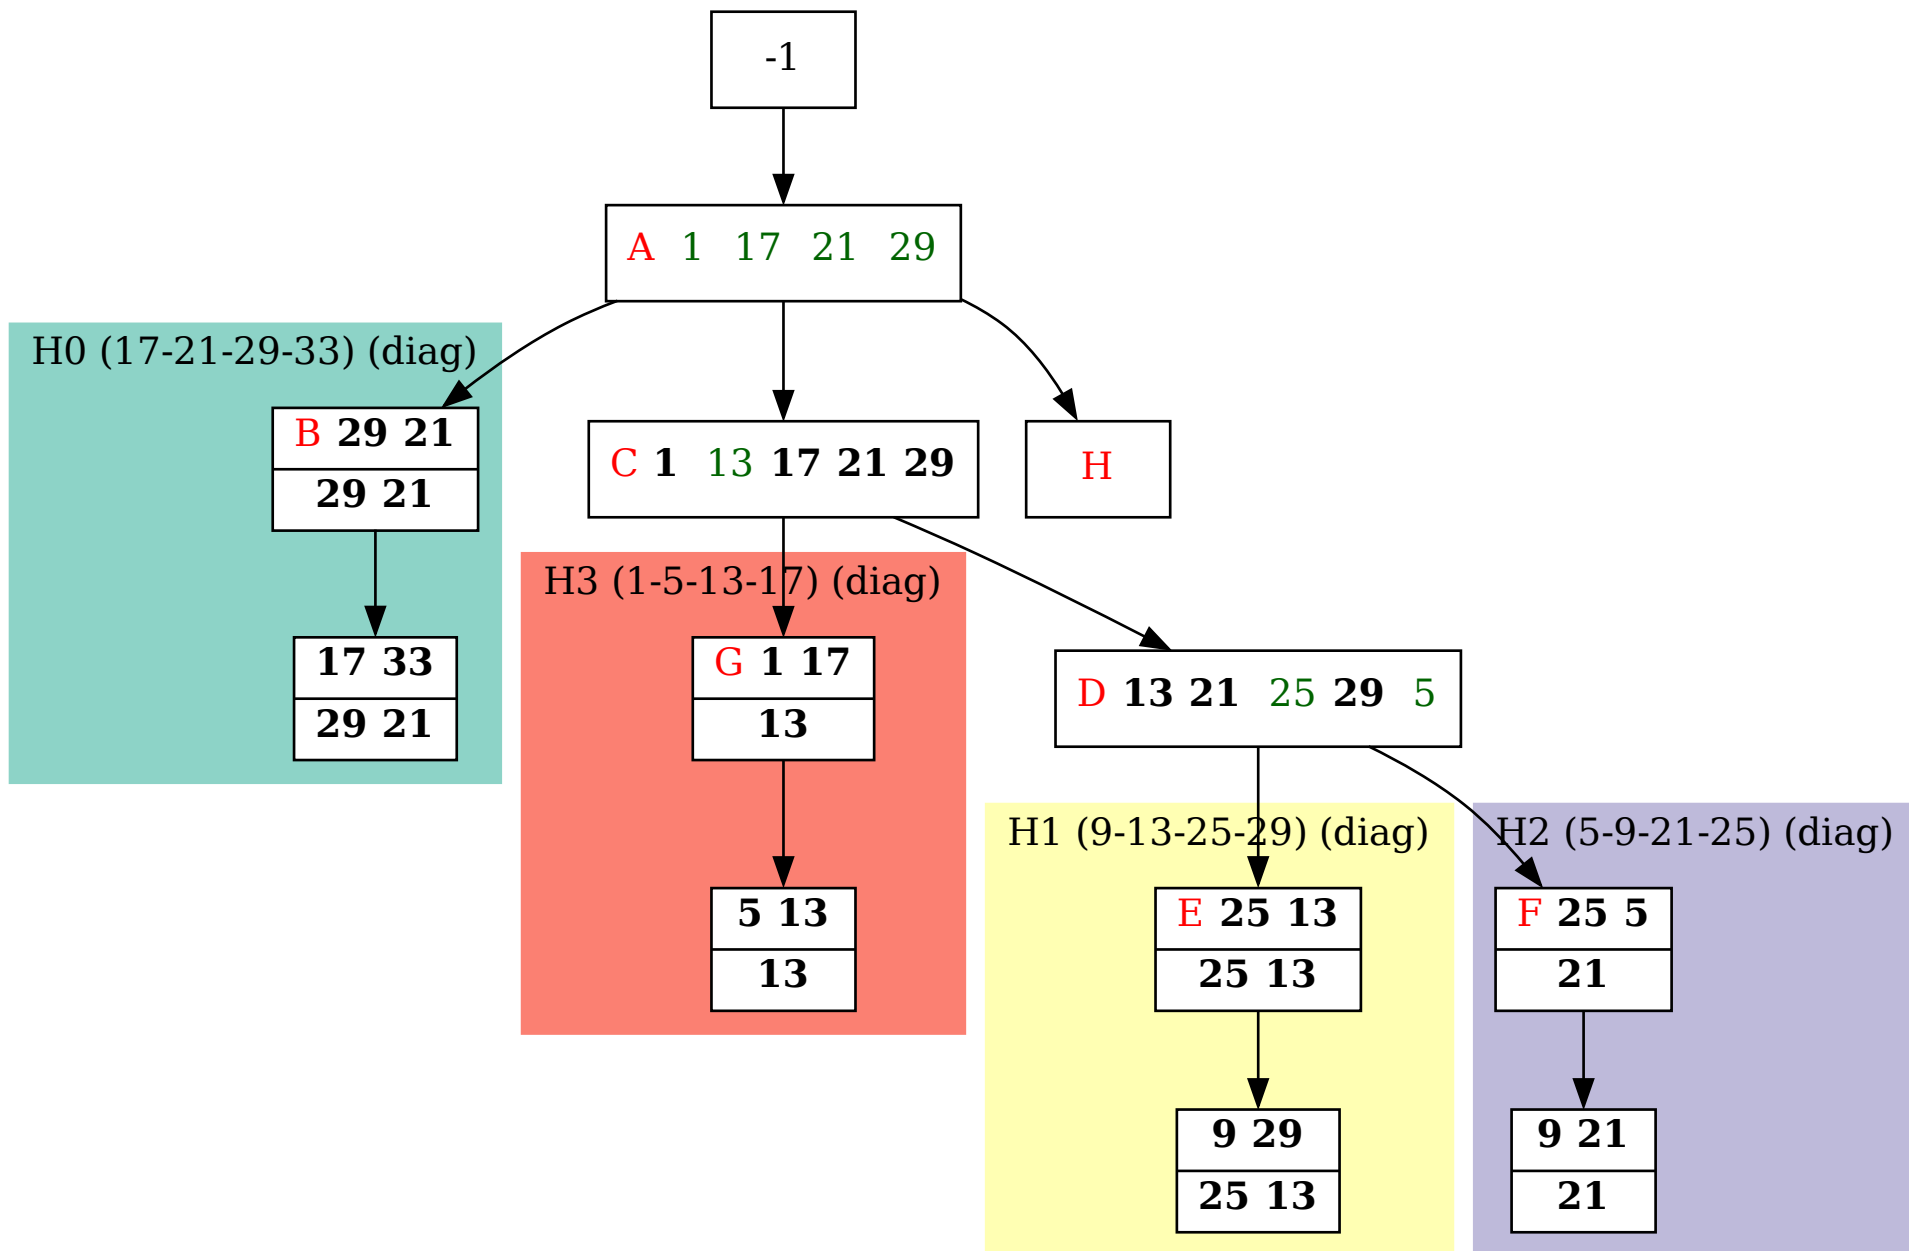 -1
A 1 17 21 29
H0 (17-21-29-33) (diag)
B 29 21
29 21
C 1 13 17 21 29
H
H3 (1-5-13-17) (diag)
17 33
29 21
G 1 17
13
D 13 21 25 29 5
H1 (9-13-25-29) (diag)
H2 (5-9-21-25) (diag)
5 13
13
E 25 13
25 13
F 25 5
21
9 29
25 13
9 21
21